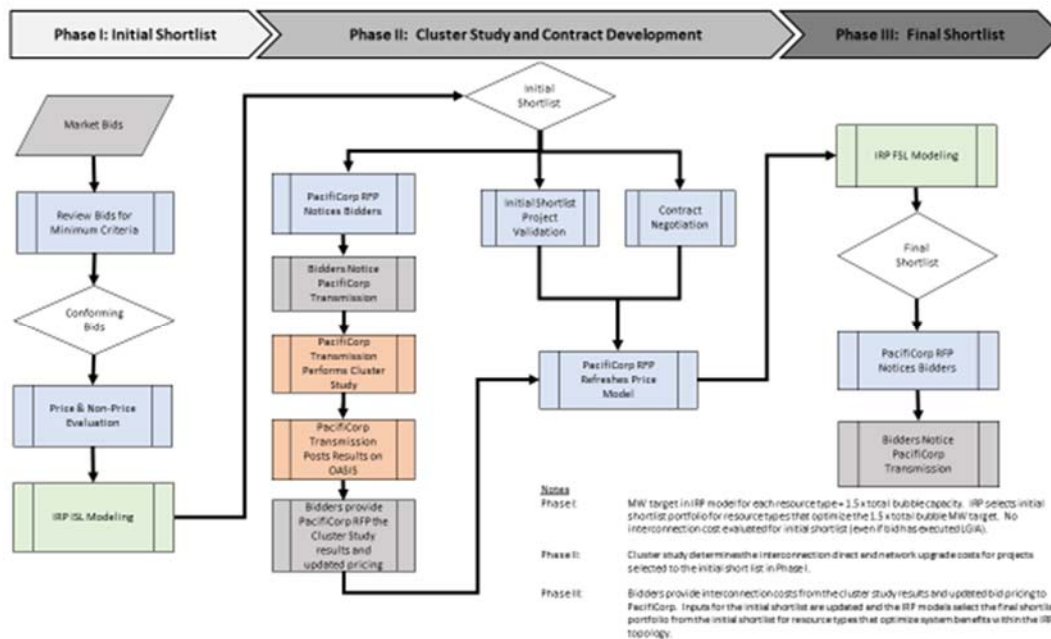 Phase I: Initial Shortlist
Phase II: Cluster Study and Contract Development
Phase III: Final Shortlist
Market Bids
Review Bids for
Minimum Criteria
Conforming
Bids
Price & Non-Price
Evaluation
IRP ISL Modeling
Initial
Shortlist
PacifiCorp RFP
Notices Bidders
Bidders Notice
PacifiCorp
Transmission
PacifiCorp
Transmission
Performs Cluster
Study
PacifiCorp
Transmission
Posts Results on
OASIS
Bidders provide
PacifiCorp RFP the
Cluster Study
results and
updated pricing
Initial Shortlist
Project
Validation
Contract
Negotiation
PacifiCorp RFP
Refreshes Price
Model
IRP FSL Modeling
Final
Shortlist
PacifiCorp RFP
Notices Bidders
Bidders Notice
PacifiCorp
Transmission
Notes
Phase I: MW target in IRP model for each resource type = 1.5 x total bubble capacity. IRP selects initial
shortlist portfolio for resource types that optimize the 1.5 x total bubble MW target. No
interconnection cost evaluated for initial shortlist (even if bid has executed LGIA).
Phase II: Cluster study determines the interconnection direct and network upgrade costs for projects
selected to the initial short list in Phase I.
Phase III: Bidders provide interconnection costs from the cluster study results and updated bid pricing to
PacifiCorp. Inputs for the initial shortlist are updated and the IRP models select the final shortlist
portfolio from the initial shortlist for resource types that optimize system benefits within the IRP
topology.